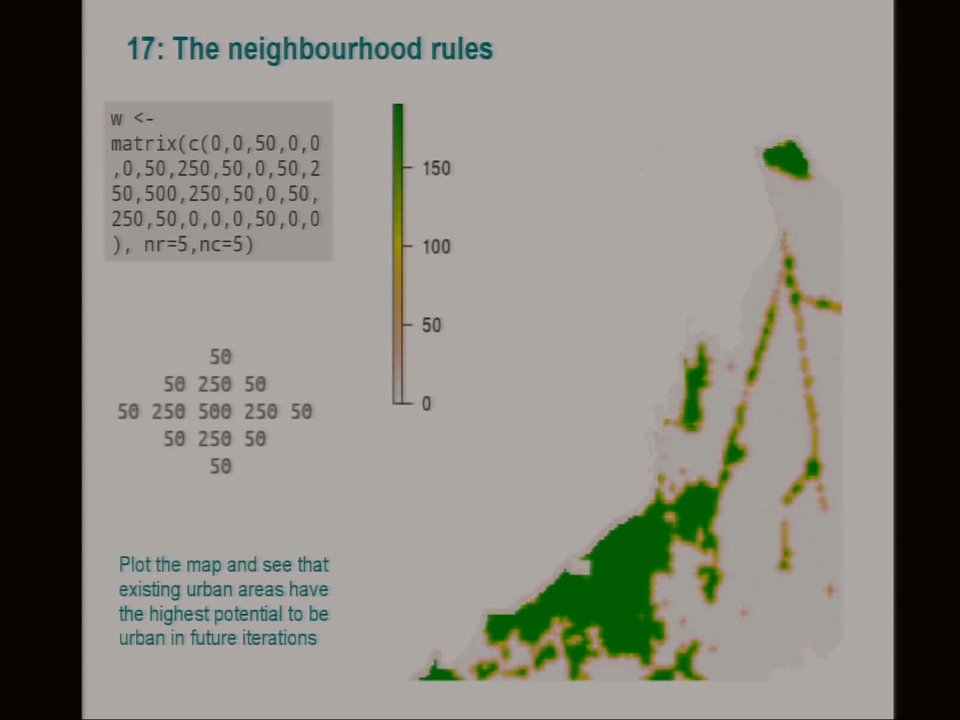 17: The neighbourhood rules
w <-
matrix(c(0,0,50,0,0
,0,50,250,50,0,50,2
50,500,250,50,0,50,
250,50,0,0,0,50,0,0
), nr=5,nc=5)
150
100
50
0
50
50 250 50
50 250 500 250 50
50 250 50
50
Plot the map and see that
existing urban areas have
the highest potential to be
urban in future iterations